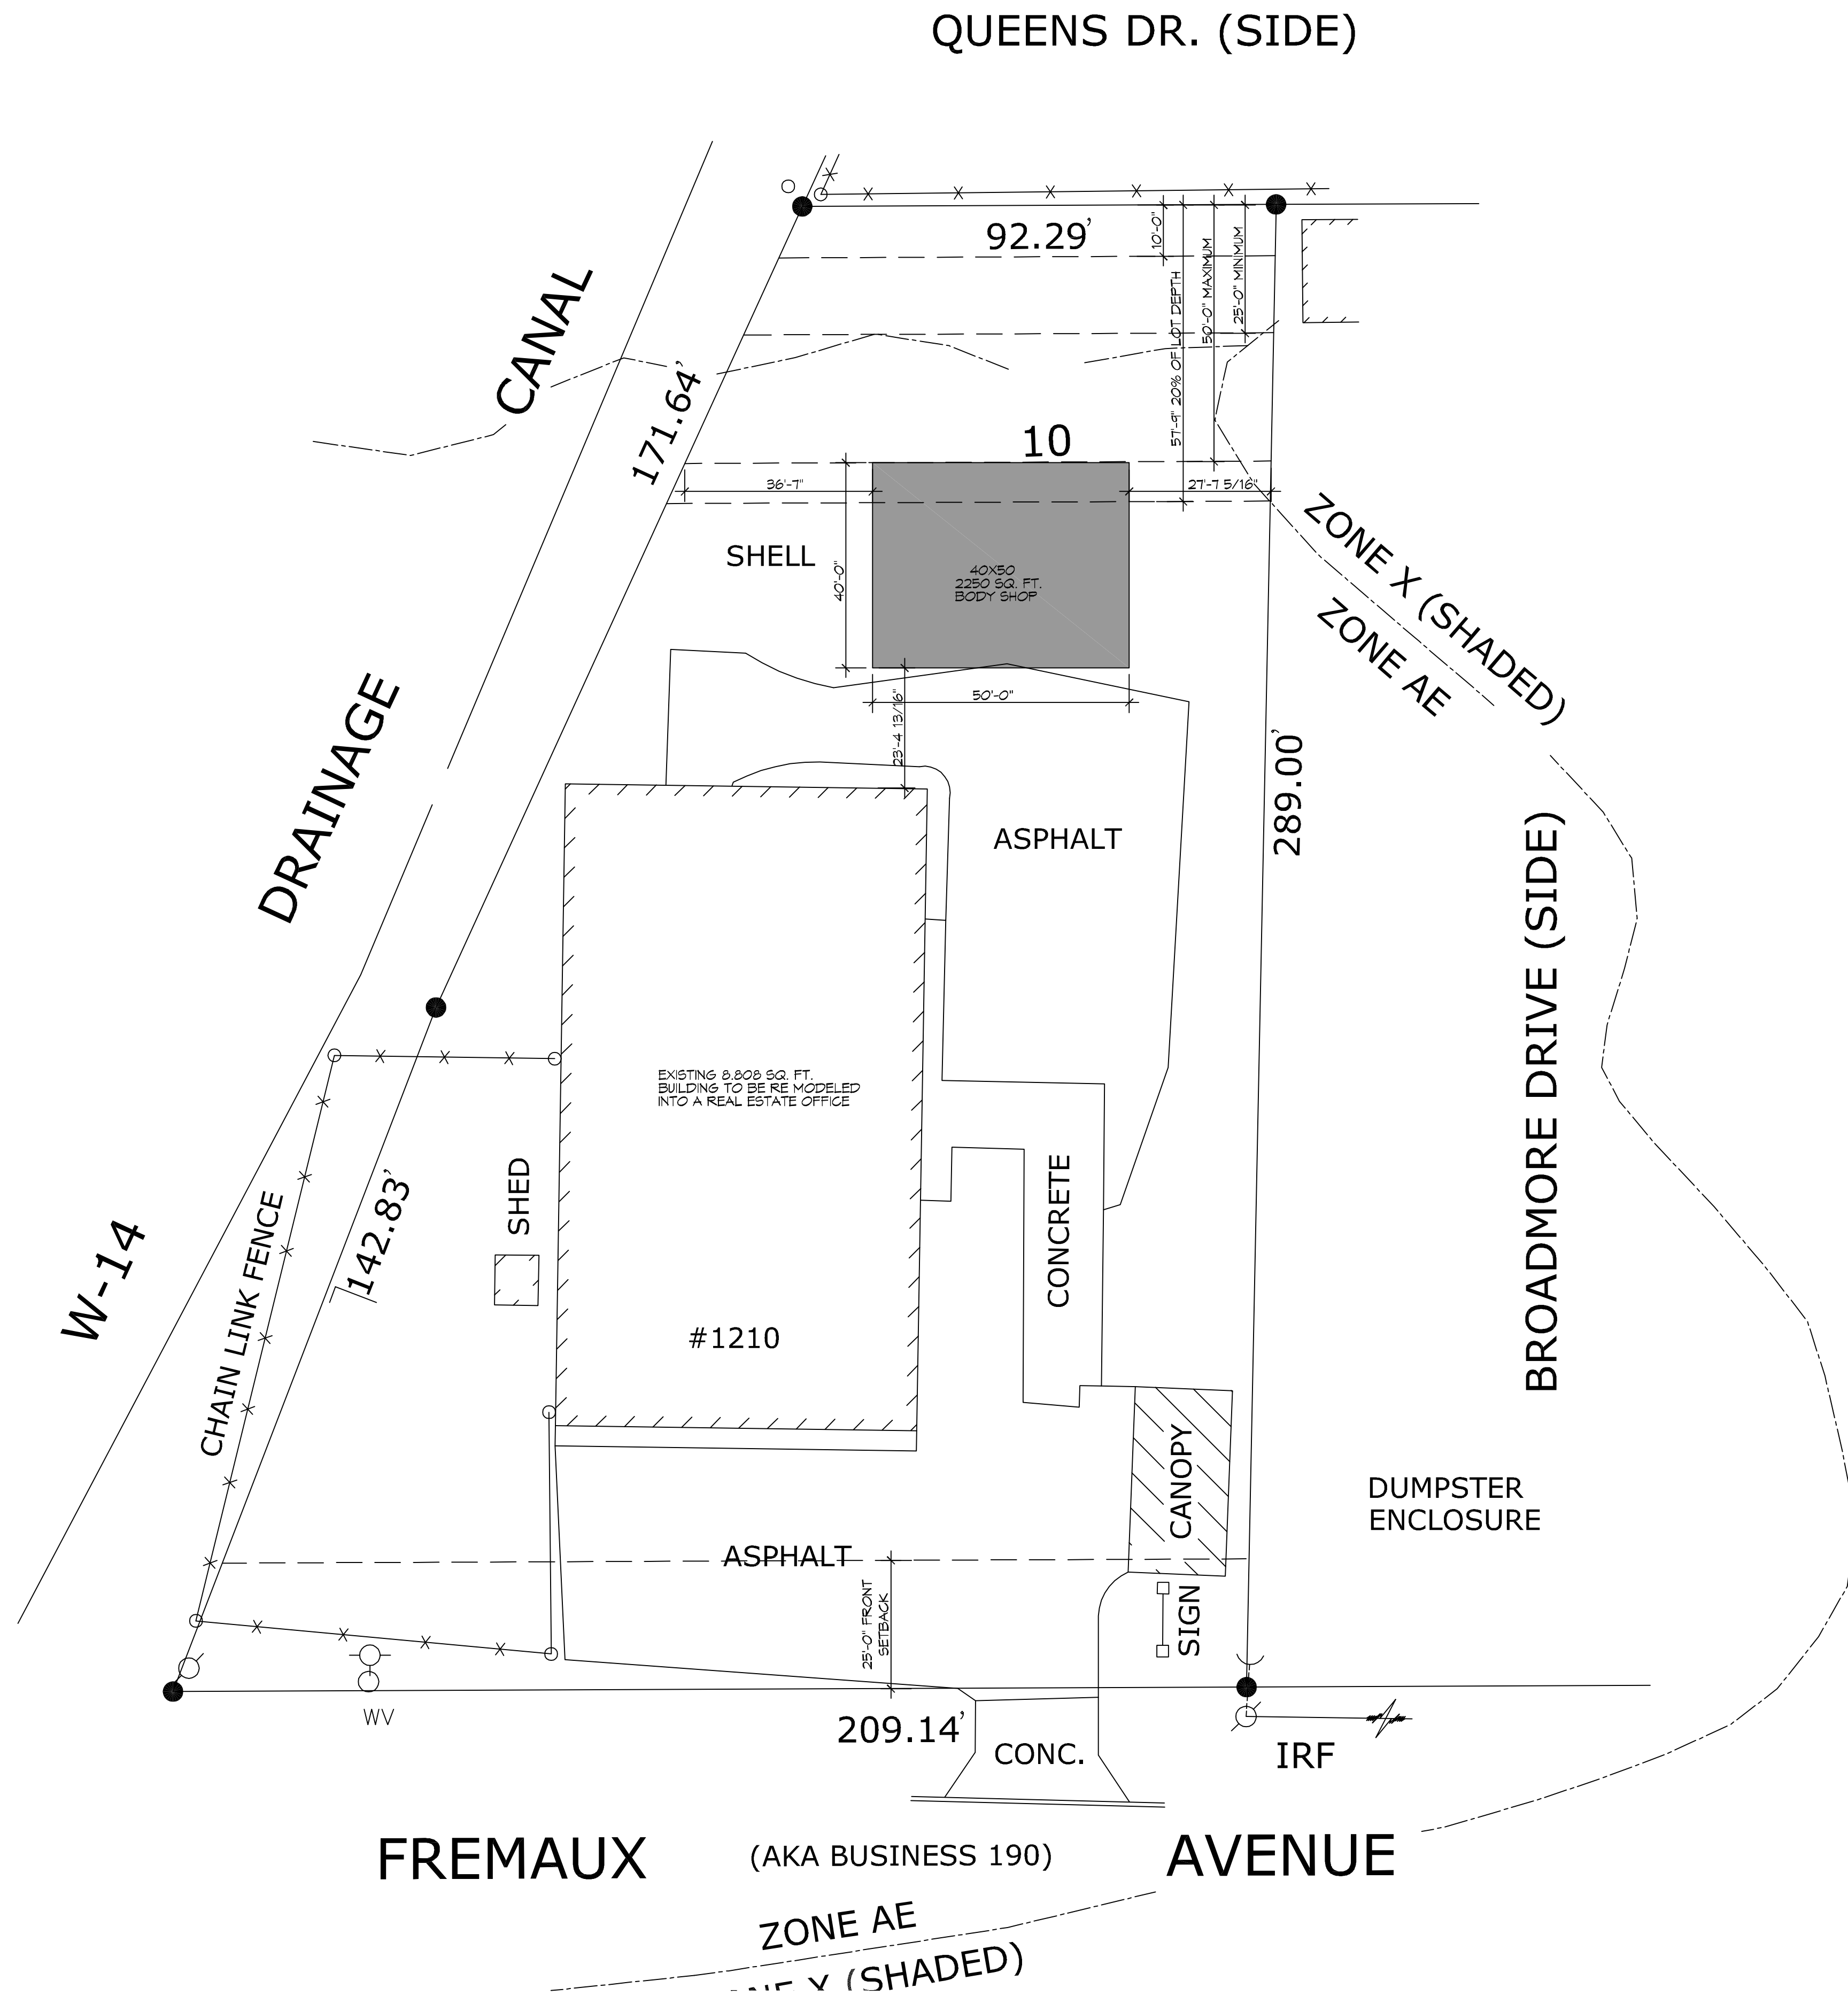 QUEENS DR. (SIDE)
92.29'
10'-0"
57'-9" 20% OF LOT DEPTH
50'-0" MAXIMUM
25'-0" MINIMUM
CANAL
171.64'
10
36'-7"
27'-7 5/16"
SHELL
40'-0"
40X50
2250 SQ. FT.
BODY SHOP
ZONE X (SHADED)
ZONE AE
50'-0"
23'-4 13/16"
DRAINAGE
289.00'
ASPHALT
BROADMORE DRIVE (SIDE)
EXISTING 8.808 SQ. FT.
BUILDING TO BE RE MODELED
INTO A REAL ESTATE OFFICE
SHED
CONCRETE
142.83'
W-14
CHAIN LINK FENCE
#1210
CANOPY
DUMPSTER
ENCLOSURE
ASPHALT
25'-0" FRONT
SETBACK
SIGN
WV
209.14'
CONC.
IRF
FREMAUX (AKA BUSINESS 190) AVENUE
ZONE AE
X (SHADED)